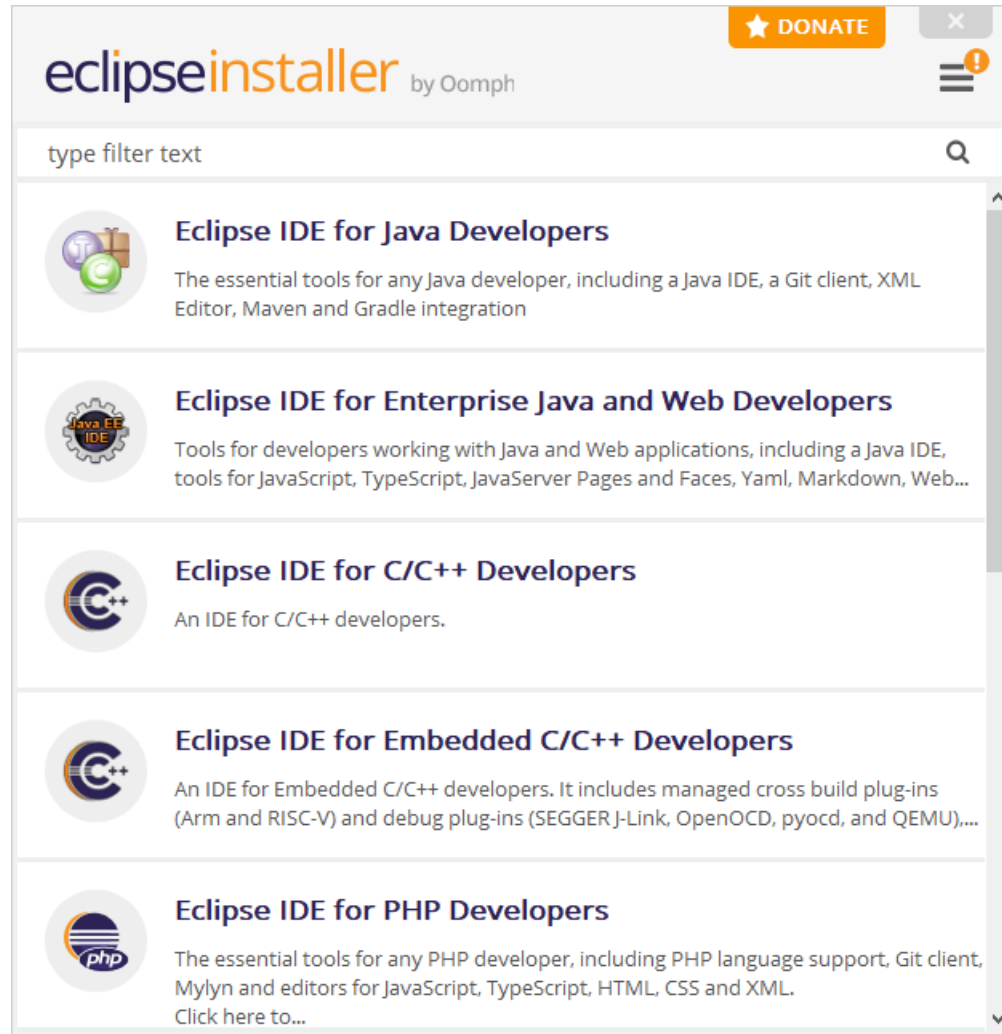 DONATE
eclipseinstaller by Oomph
type filter text
Eclipse IDE for Java Developers
The essential tools for any Java developer, including a Java IDE, a Git client, XML
Editor, Maven and Gradle integration
Java EE
IDE
Eclipse IDE for Enterprise Java and Web Developers
Tools for developers working with Java and Web applications, including a Java IDE,
tools for JavaScript, TypeScript, JavaServer Pages and Faces, Yaml, Markdown, Web...
C++
Eclipse IDE for C/C++ Developers
An IDE for C/C++ developers.
C++
Eclipse IDE for Embedded C/C++ Developers
An IDE for Embedded C/C++ developers. It includes managed cross build plug-ins
(Arm and RISC-V) and debug plug-ins (SEGGER J-Link, OpenOCD, pyocd, and QEMU),...
php
Eclipse IDE for PHP Developers
The essential tools for any PHP developer, including PHP language support, Git client,
Mylyn and editors for JavaScript, TypeScript, HTML, CSS and XML.
Click here to...